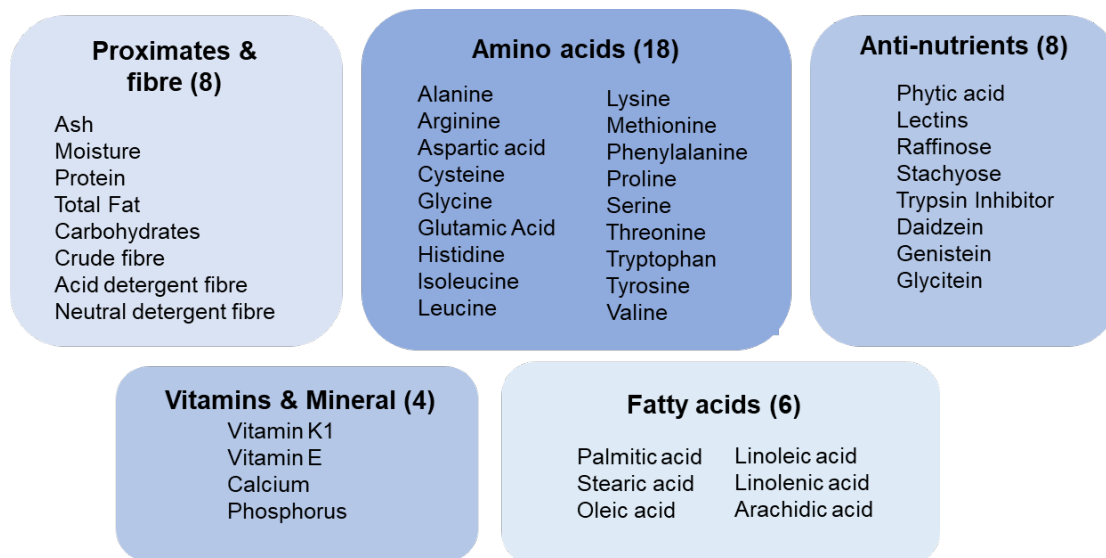 Proximates &
fibre (8)
Ash
Moisture
Protein
Total Fat
Carbohydrates
Crude fibre
Acid detergent fibre
Neutral detergent fibre
Amino acids (18)
Alanine
Arginine
Aspartic acid
Cysteine
Glycine
Glutamic Acid
Histidine
Isoleucine
Leucine
Lysine
Methionine
Phenylalanine
Proline
Serine
Threonine
Tryptophan
Tyrosine
Valine
Anti-nutrients (8)
Phytic acid
Lectins
Raffinose
Stachyose
Trypsin Inhibitor
Daidzein
Genistein
Glycitein
Vitamins & Mineral (4)
Vitamin K1
Vitamin E
Calcium
Phosphorus
Fatty acids (6)
Palmitic acid
Stearic acid
Oleic acid
Linoleic acid
Linolenic acid
Arachidic acid